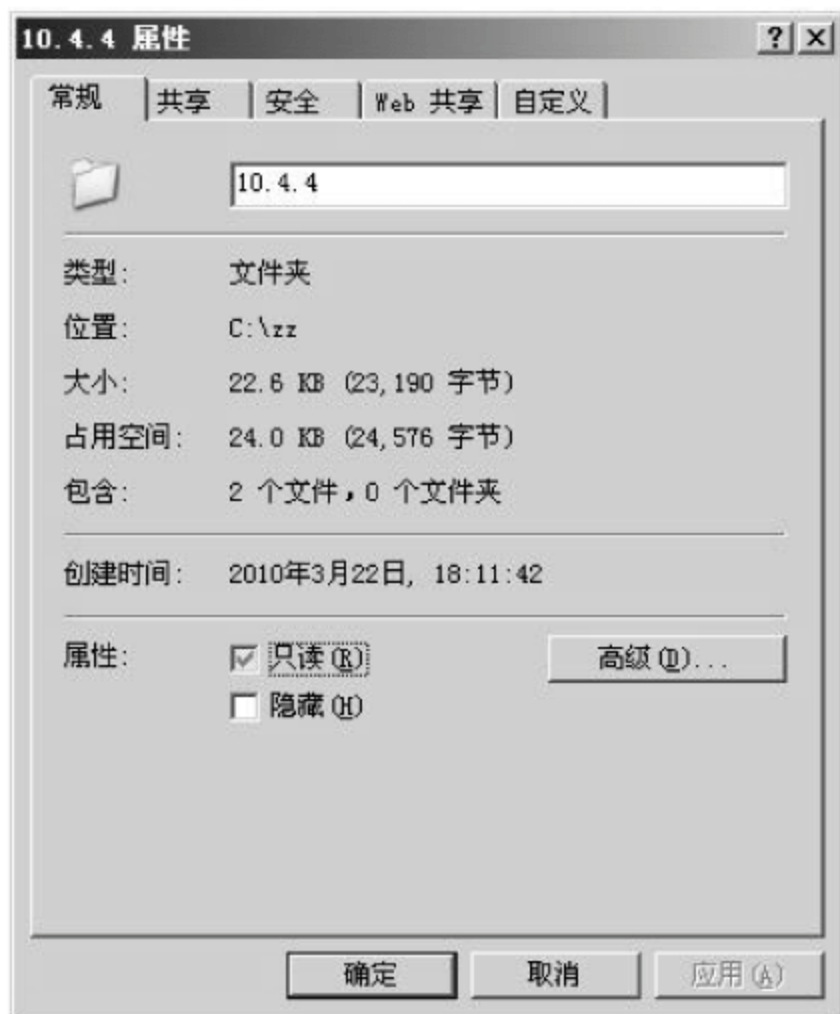 10.4.4 属性
常规 共享 安全 Web 共享 自定义
10.4.4
类型: 文件夹
位置: C:\zz
大小: 22.6 KB (23,190 字节)
占用空间: 24.0 KB (24,576 字节)
包含: 2 个文件，0 个文件夹
创建时间: 2010年3月22日, 18:11:42
属性: 只读(R) 高级(D)...
隐藏(H)
确定 取消 应用(A)